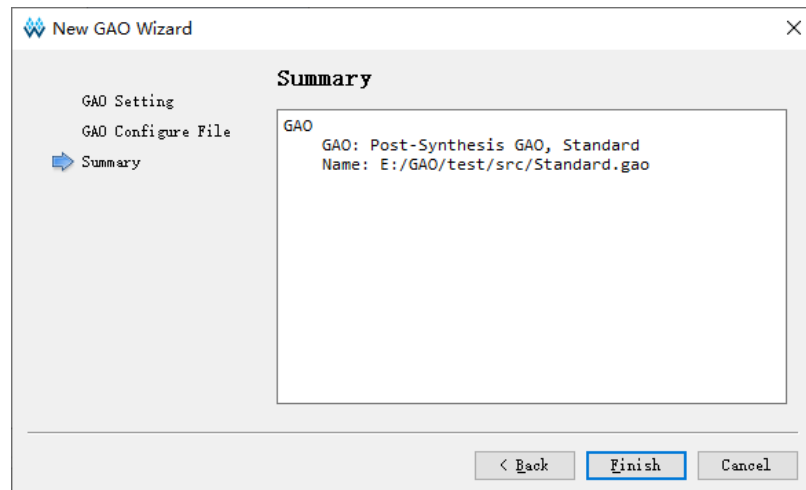 New GAO Wizard
GAO Setting
GAO Configure File
Summary
Summary
GAO
GAO: Post-Synthesis GAO, Standard
Name: E:/GAO/test/src/Standard.gao
< Back
Finish
Cancel